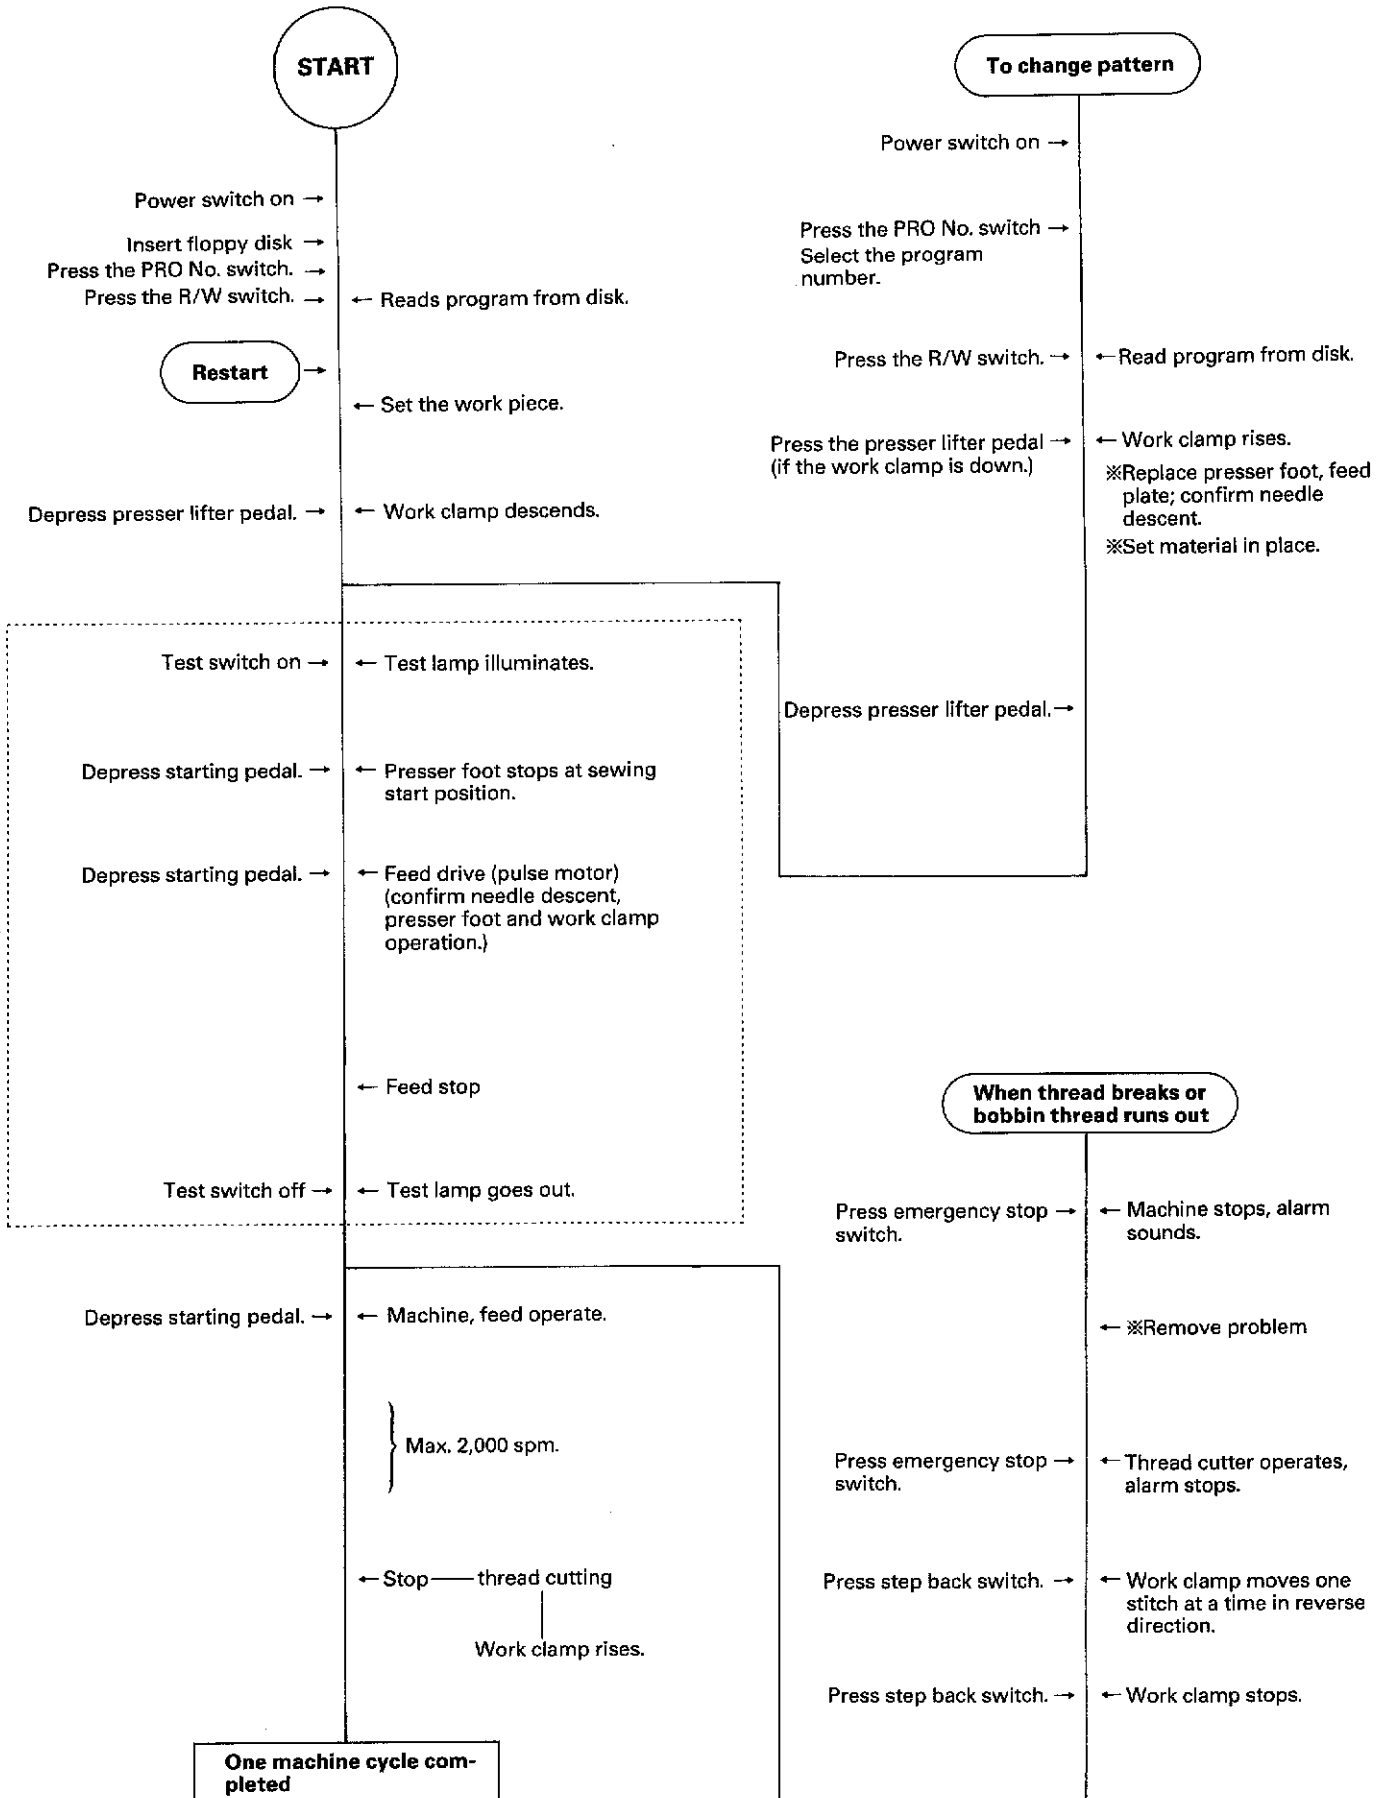 START
Power switch on →
Insert floppy disk →
Press the PRO No. switch. →
Press the R/W switch. →
← Reads program from disk.
Restart →
← Set the work piece.
Depress presser lifter pedal. →
← Work clamp descends.
Test switch on →
← Test lamp illuminates.
Depress starting pedal. →
← Presser foot stops at sewing
start position.
Depress starting pedal. →
← Feed drive (pulse motor)
(confirm needle descent,
presser foot and work clamp
operation.)
← Feed stop
Test switch off →
← Test lamp goes out.
Depress starting pedal. →
← Machine, feed operate.
Max. 2,000 spm.
← Stop — thread cutting
Work clamp rises.
One machine cycle com-
pleted
To change pattern
Power switch on →
Press the PRO No. switch →
Select the program
number.
Press the R/W switch. →
← Read program from disk.
Press the presser lifter pedal →
(if the work clamp is down.)
← Work clamp rises.
※Replace presser foot, feed
plate; confirm needle
descent.
※Set material in place.
Depress presser lifter pedal. →
When thread breaks or
bobbin thread runs out
Press emergency stop →
switch.
← Machine stops, alarm
sounds.
← ※Remove problem
Press emergency stop →
switch.
← Thread cutter operates,
alarm stops.
Press step back switch. →
← Work clamp moves one
stitch at a time in reverse
direction.
Press step back switch. →
← Work clamp stops.